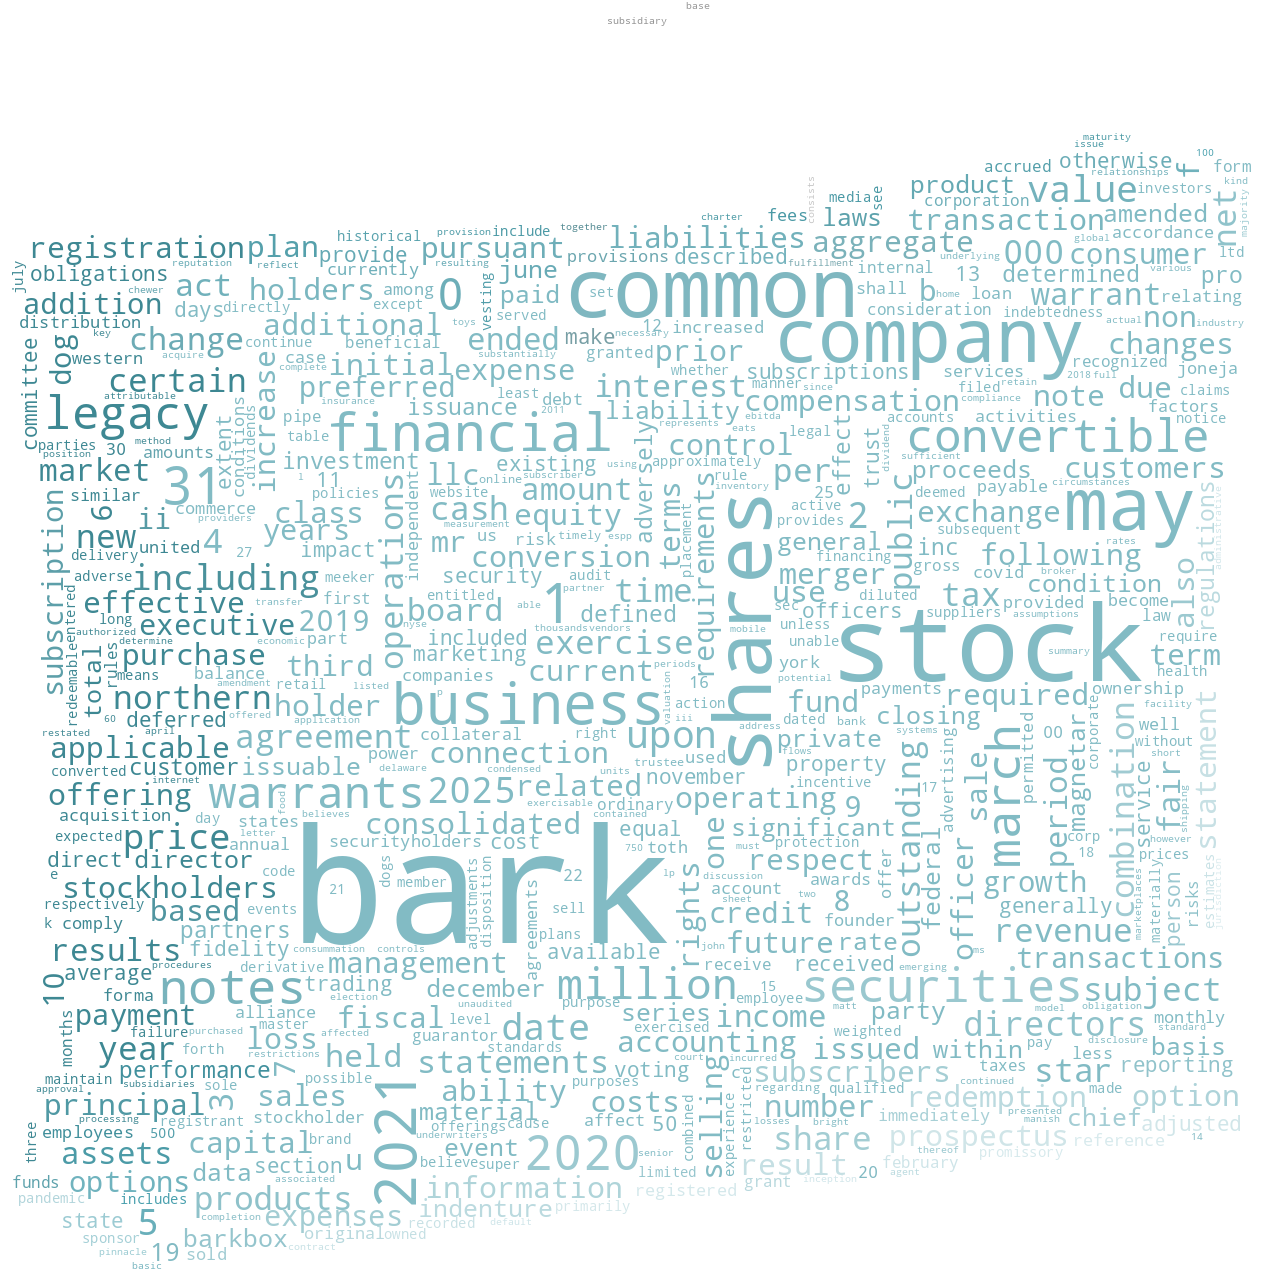 base
subsidiary
maturity
issue
accrued
otherwise
100
form
f
relationships
kind
media
see
product
value
investors
corporation
majority
consists
fees
laws
transaction
amended
net
charter
historical
provision
include
together
liabilities
registration
plan
provide
pursuant
provisions
described
aggregate
000
consumer
accordance
global
ltd
july
obligations
reputation
reflect
currently
resulting
june
fulfillment
internal
underlying
13
determined
various
pro
chewer
act
holders
among
0
vesting
paid
common
set
shall
b
home
loan
warrant
relating
addition
days
directly
except
toys
served
12
increased
consideration
indebtedness
actual
non
industry
distribution
key
change
continue
additional
beneficial
ended
make
necessary
company
changes
committee
dog
western
acquire
increase
case
complete
initial
expense
substantially
granted
prior
whether
subscriptions
services
recognized
2018
full
joneja
certain
attributable
preferred
insurance
least
debt
interest
manner
since
filed
retain
note
due
claims
legacy
conditions
dividends
pipe
issuance
2011
liability
ebitda
compensation
accounts
compliance
activities
factors
notice
parties
method
position
30
extent
table
financial
represents
eats
control
legal
effect
trust
dividend
convertible
market
amounts
31
investment
existing
using
adversely
approximately
rule
per
sufficient
proceeds
customers
similar
1
11
policies
llc
online
subscriber
amount
terms
inventory
25
deemed
payable
circumstances
subscription
6
commerce
class
website
cash
equity
requirements
active
2
public
exchange
may
regulations
administrative
new
ii
providers
4
years
operations
independent
measurement
timely
espp
shares
provides
general
subsequent
delivery
united
27
impact
mr
us
risk
conversion
placement
financing
inc
gross
following
rates
also
adverse
including
meeker
security
audit
partner
time
merger
covid
broker
condition
redeemable
entered
effective
transfer
first
entitled
able
1
defined
use
diluted
tax
provided
become
long
authorized
executive
2019
board
nyse
thousands
vendors
mobile
sec
officers
suppliers
assumptions
law
rules
determine
economic
part
included
exercise
unless
require
total
purchase
balance
third
marketing
current
periods
unable
stock
summary
term
means
amendment
retail
listed
companies
york
potential
health
northern
holder
p
business
16
valuation
fund
payments
required
ownership
60
deferred
offered
application
action
iii
address
dated
bank
closing
facility
restated
april
agreement
collateral
right
upon
private
systems
well
applicable
customer
power
connection
trustee
used
flows
march
00
without
converted
internet
issuable
delaware
condensed
units
november
property
permitted
corporate
short
offering
food
warrants
2025
related
exercisable
ordinary
incentive
17
advertising
sale
period
magnetar
combination
service
fair
statement
acquisition
day
states
believes
contained
operating
9
outstanding
shipping
expected
price
letter
consolidated
equal
one
significant
corp
however
annual
securityholders
cost
750
toth
must
protection
18
prices
direct
director
code
bark
dogs
member
22
lp
discussion
respect
offer
federal
officer
growth
e
stockholders
21
account
awards
two
materially
person
risks
estimates
jurisdiction
respectively
based
events
adjustments
disposition
sell
rights
sheet
credit
8
founder
generally
marketplaces
k
comply
partners
plans
revenue
results
fidelity
consummation
controls
agreements
available
john
future
rate
ms
transactions
average
procedures
derivative
management
receive
received
emerging
10
forma
notes
trading
december
million
15
securities
subject
months
payment
alliance
election
unaudited
purpose
employee
matt
model
obligation
failure
purchased
master
affected
fiscal
level
date
series
income
party
monthly
year
forth
loss
restrictions
guarantor
standards
exercised
weighted
directors
standard
held
statements
accounting
court
incurred
issued
within
pay
disclosure
basis
maintain
performance
7
possible
voting
c
less
approval
subsidiaries
sole
purposes
selling
subscribers
taxes
star
reporting
principal
3
sales
2021
ability
costs
restricted
regarding
qualified
continued
made
processing
registrant
stockholder
material
offerings
cause
affect
50
combined
experience
losses
number
redemption
presented
option
three
employees
500
capital
brand
underwriters
bright
immediately
manish
chief
adjusted
assets
data
section
u
event
2020
share
prospectus
reference
14
believe
super
senior
thereof
funds
options
associated
limited
result
20
february
promissory
pandemic
includes
products
information
registered
grant
agent
inception
state
5
completion
expenses
indenture
primarily
sponsor
barkbox
original
owned
recorded
default
pinnacle
19
sold
contract
basic